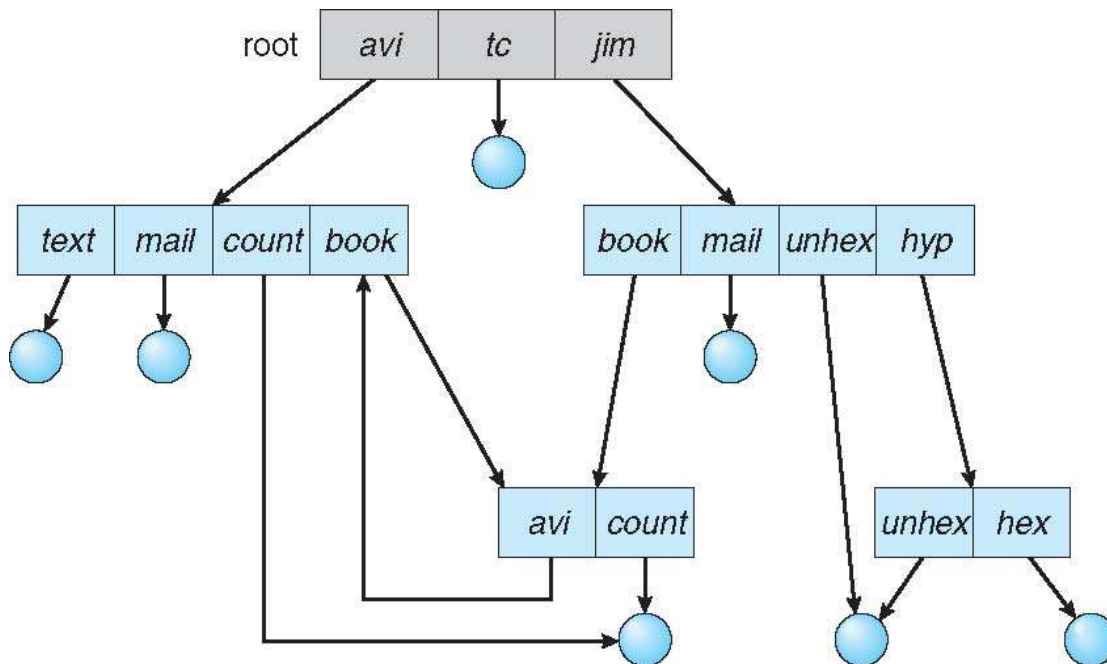 root avi tc jim
text mail count book
book mail unhex hyp
avi count
unhex hex